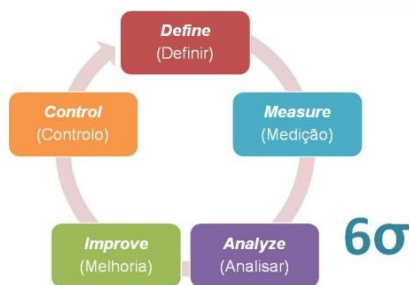 Define
(Definir)
Measure
(Medição)
Analyze
(Analisar)
Improve
(Melhoria)
Control
(Controlo)
6σ